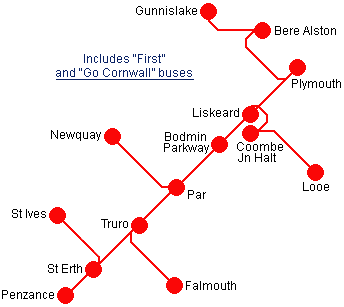 Gunnislake
Bere Alston
Includes "First"
and "Go Cornwall" buses
Plymouth
Liskeard
Newquay
Bodmin
Parkway
Coombe
Jn Halt
Looe
Par
St Ives
Truro
St Erth
Falmouth
Penzance